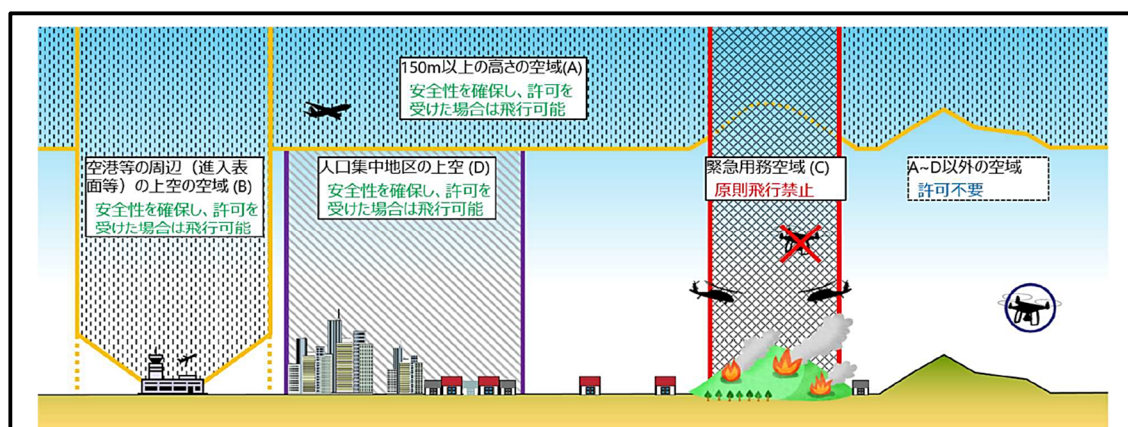 150m以上の高さの空域(A)
安全性を確保し、許可を
受けた場合は飛行可能
空港等の周辺（進入表
面等）の上空の空域 (B)
安全性を確保し、許可を
受けた場合は飛行可能
人口集中地区の上空 (D)
安全性を確保し、許可を
受けた場合は飛行可能
緊急用務空域 (C)
原則飛行禁止
A~D以外の空域
許可不要